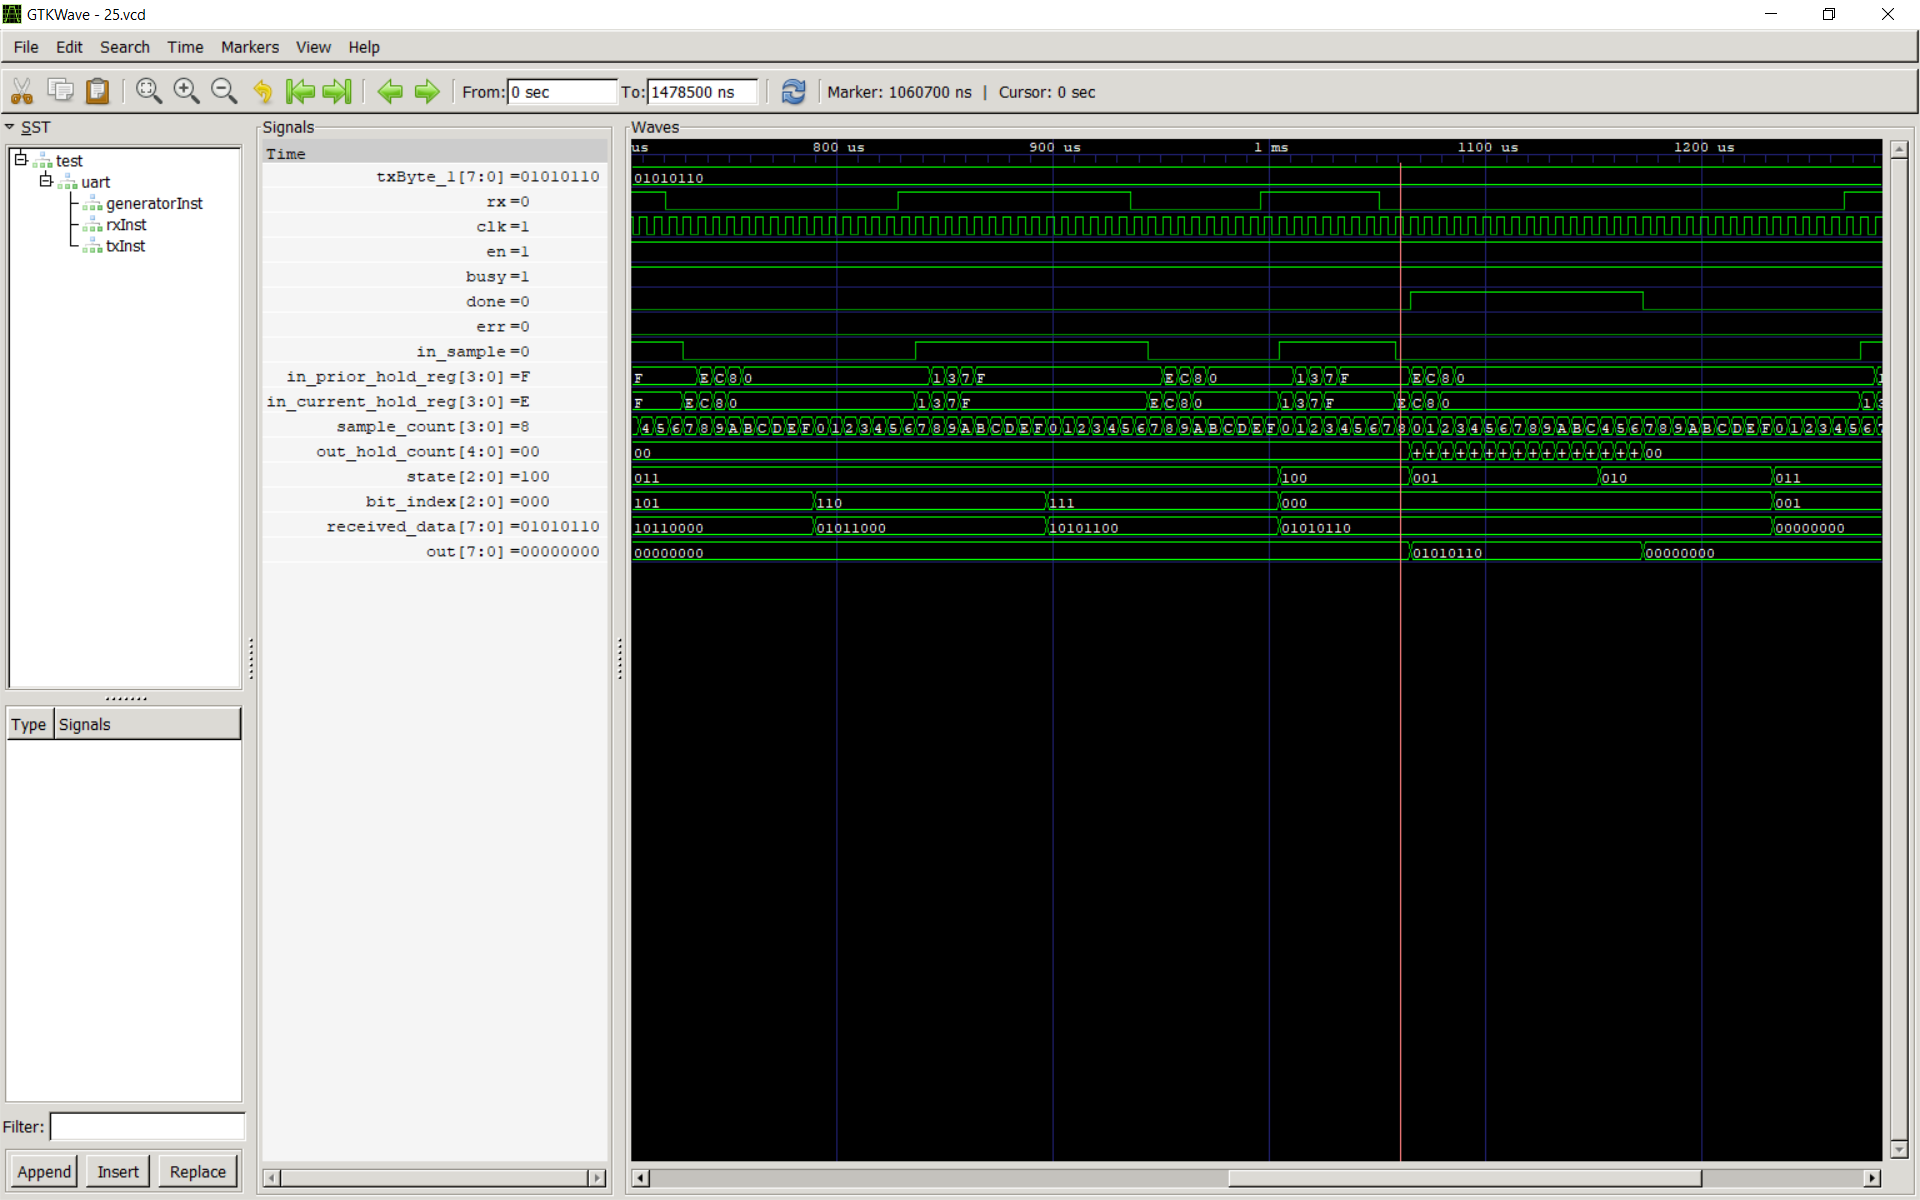 GTKWave - 25.vcd
File Edit Search Time Markers View Help
From: 0 sec To: 1478500 ns Marker: 1060700 ns | Cursor: 0 sec
SST
test
uart
generatorInst
rxInst
txInst
Type Signals
Filter:
Append Insert Replace
Signals
Time
txByte_1[7:0] =01010110
rx =0
clk=1
en=1
busy=1
done=0
err=0
in_sample=0
in_prior_hold_reg[3:0] =F
in_current_hold_reg[3:0] =E
sample_count[3:0] =8
out_hold_count[4:0] =00
state[2:0] =100
bit_index[2:0] =000
received_data[7:0] =01010110
out[7:0] =00000000
Waves
us 800 us 900 us 1 ms 1100 us 1200 us
01010110
F E C 8 0 1 3 7 F E C 8 0 1 3 7 F E C 8 0 1
F E C 8 0 1 3 7 F E C 8 0 1 3 7 F E C 8 0 1 3
4 5 6 7 8 9 A B C D E F 0 1 2 3 4 5 6 7 8 9 A B C D E F 0 1 2 3 4 5 6 7 8 9 A B C D E F 0 1 2 3 4 5 6 7 8 0 1 2 3 4 5 6 7 8 9 A B C 4 5 6 7 8 9 A B C D E F 0 1 2 3 4 5 6 7
00 + + + + + + + + + + + + + + + + 00
011 100 001 010 011
101 110 111 000 001
10110000 01011000 10101100 01010110 00000000
00000000 01010110 00000000